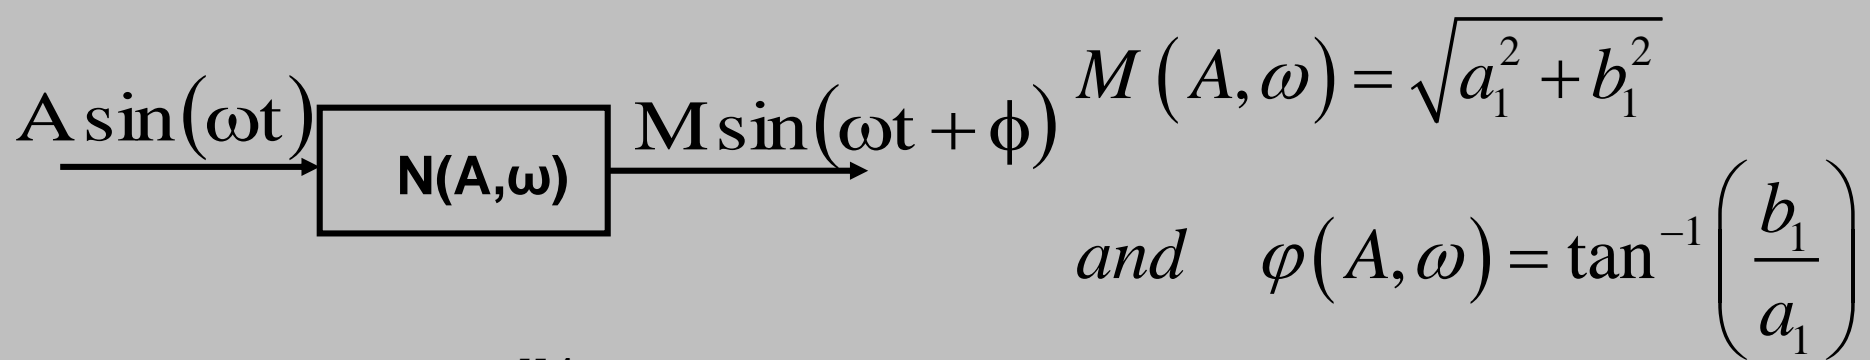 A sin(ωt)
N(A,ω)
M sin(ωt + ϕ)
M(A,ω) = √(a₁² + b₁²)
and φ(A,ω) = tan⁻¹(b₁/a₁)